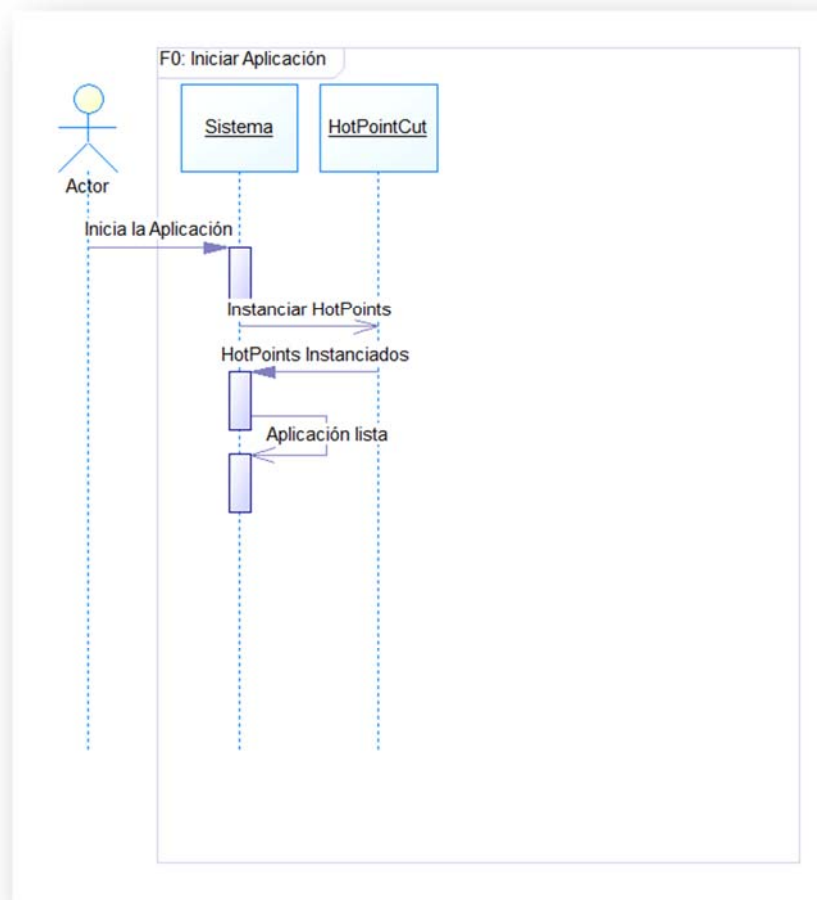 F0: Iniciar Aplicación
Sistema
HotPointCut
Actor
Inicia la Aplicación
Instanciar HotPoints
HotPoints Instanciados
Aplicación lista